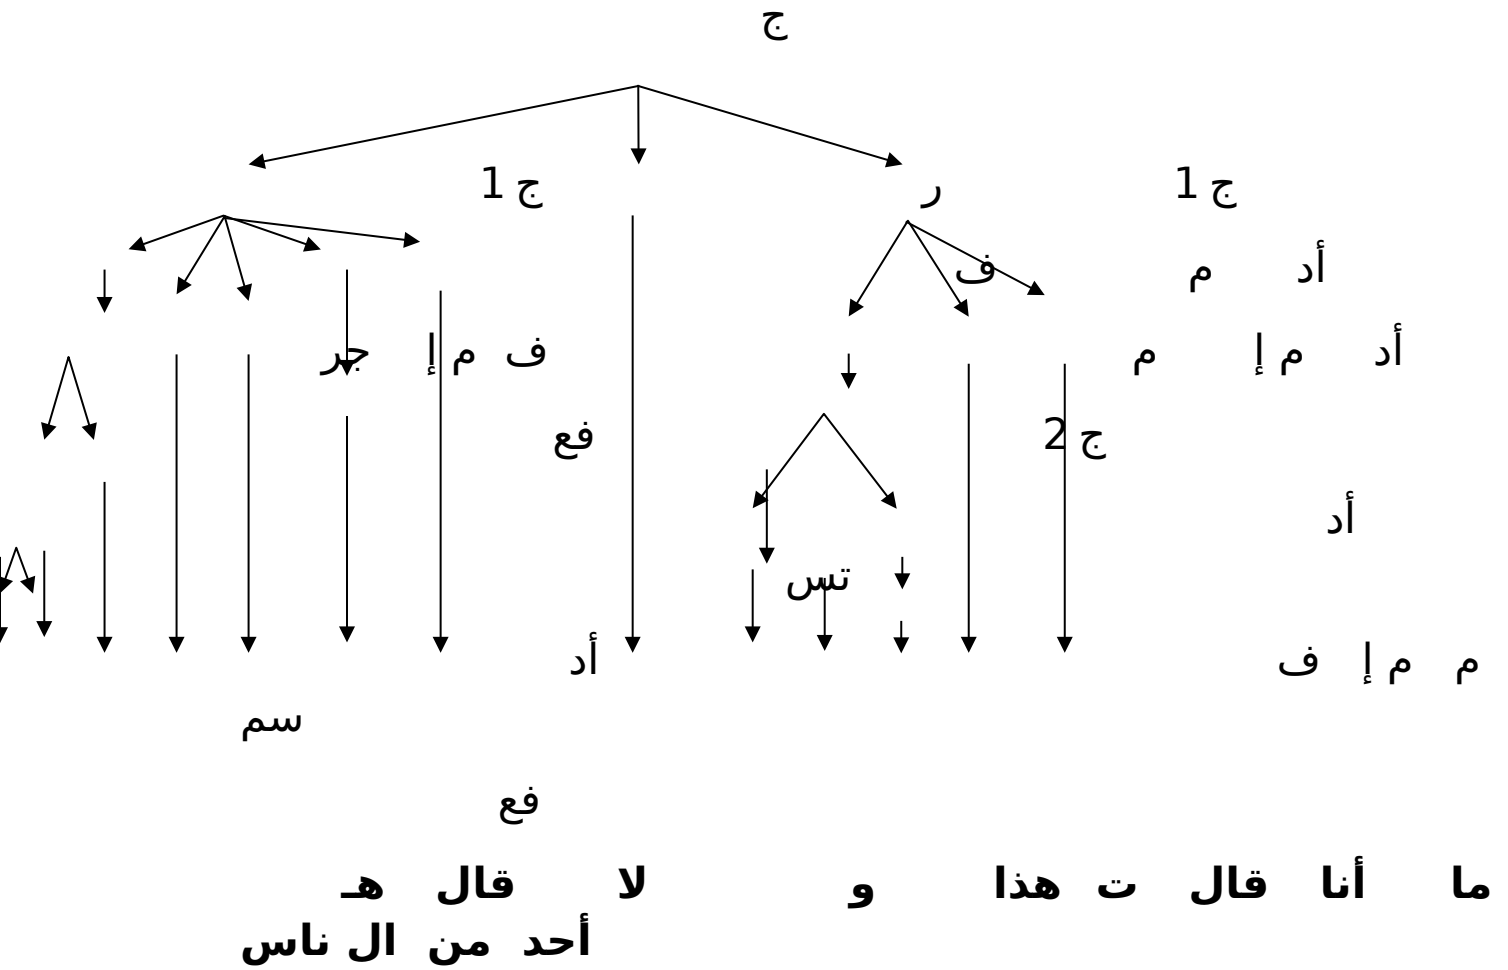 ج
ج 1 ر ج 1
أد م ف
أد م إ م ف م إ جر
ج 2 فع
أد
تس
م م إ ف أد
سم
فع
ما أنا قال ت هذا و لا قال هـ
أحد من ال ناس